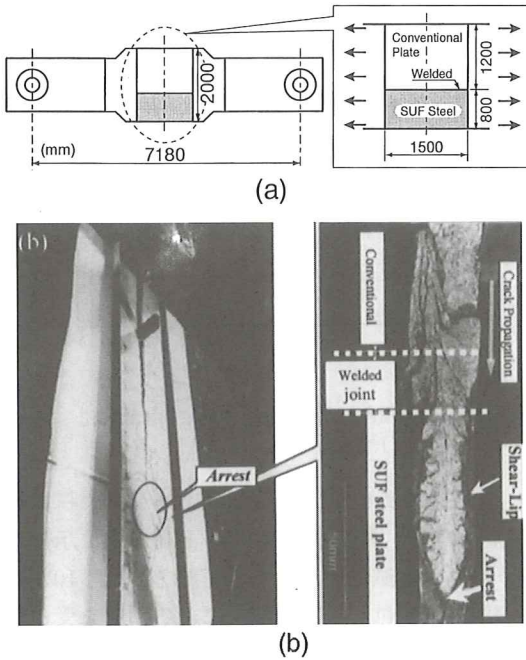 Conventional
Plate
Welded
SUF Steel
2000
1200
800
(mm)
7180
1500
(a)
(b)
Arrest
Conventional
Welded
joint
SUF steel plate
Crack Propagation
Shear-Lip
Arrest
(b)